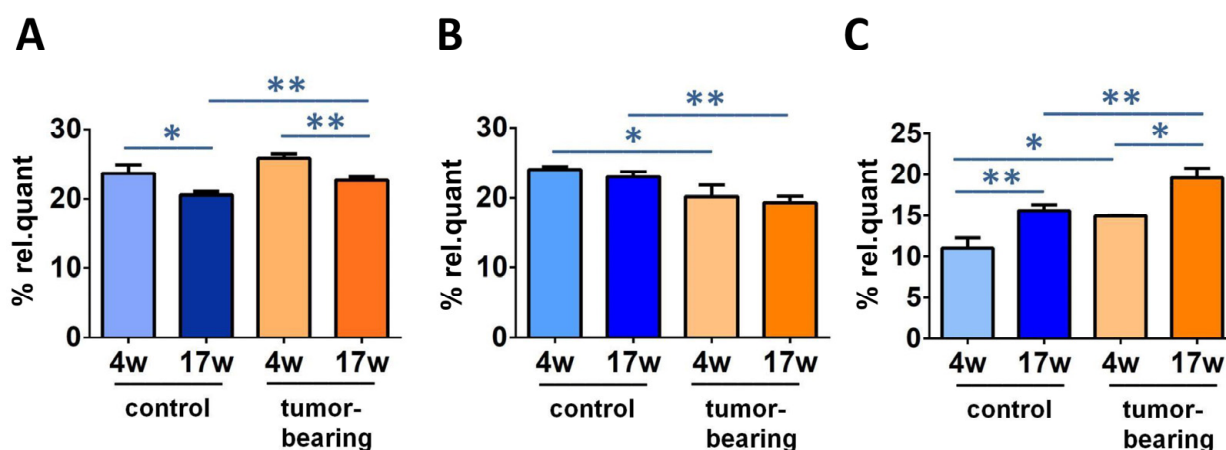 A
B
C
% rel.quant
30
20
10
0
*
**
**
4w 17w 4w 17w
control
tumor-
bearing
% rel.quant
30
20
10
0
*
**
4w 17w 4w 17w
control
tumor-
bearing
% rel.quant
25
20
15
10
5
0
**
*
*
**
4w 17w 4w 17w
control
tumor-
bearing